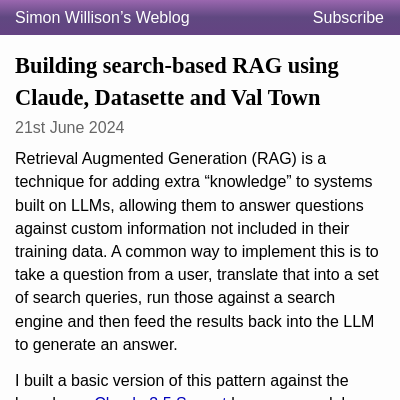 Simon Willison’s Weblog
Subscribe
Building search-based RAG using
Claude, Datasette and Val Town
21st June 2024
Retrieval Augmented Generation (RAG) is a
technique for adding extra “knowledge” to systems
built on LLMs, allowing them to answer questions
against custom information not included in their
training data. A common way to implement this is to
take a question from a user, translate that into a set
of search queries, run those against a search
engine and then feed the results back into the LLM
to generate an answer.
I built a basic version of this pattern against the